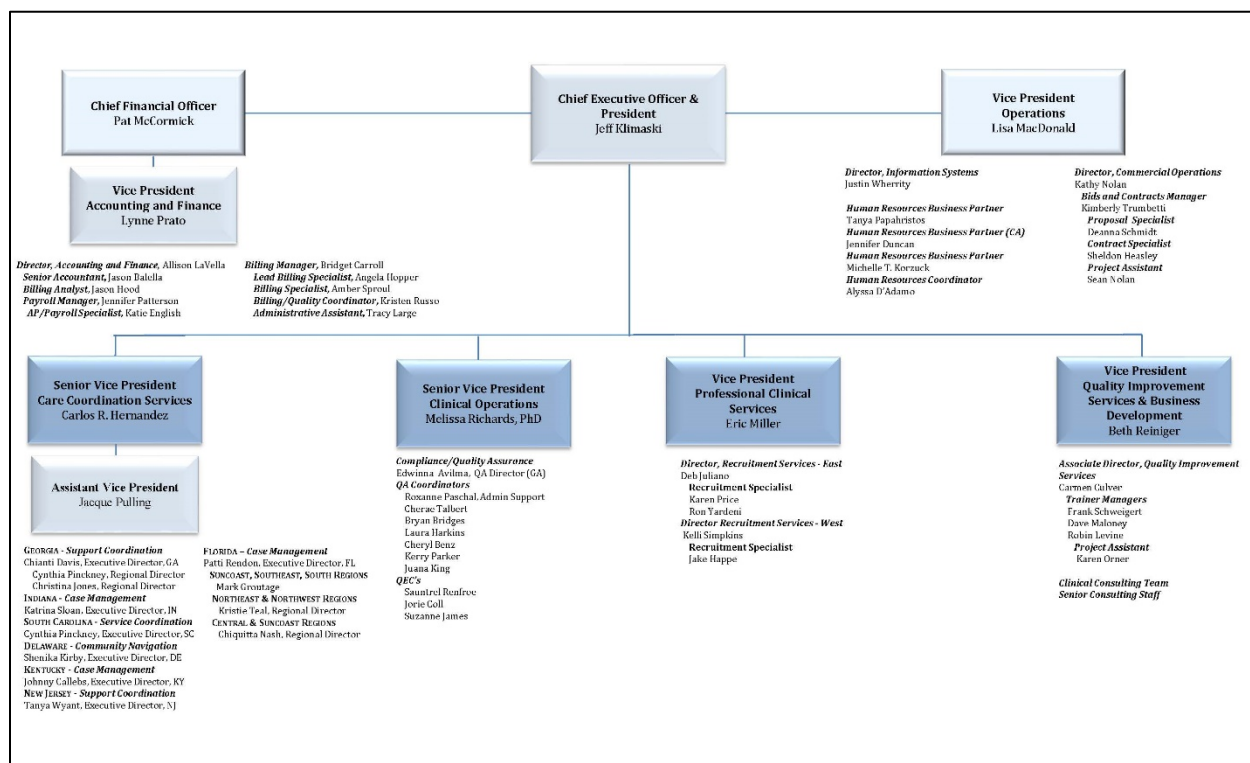 Chief Financial Officer
Pat McCormick
Chief Executive Officer &
President
Jeff Klimaski
Vice President
Operations
Lisa MacDonald
Vice President
Accounting and Finance
Lynne Prato
Director, Accounting and Finance, Allison LaVella
Senior Accountant, Jason Balella
Billing Analyst, Jason Hood
Payroll Manager, Jennifer Patterson
AP/Payroll Specialist, Katie English
Billing Manager, Bridget Carroll
Lead Billing Specialist, Angela Hopper
Billing Specialist, Amber Sproul
Billing/Quality Coordinator, Kristen Russo
Administrative Assistant, Tracy Large
Director, Information Systems
Justin Wherrity
Human Resources Business Partner
Tanya Papahristos
Human Resources Business Partner (CA)
Jennifer Duncan
Human Resources Business Partner
Michelle T. Korzuck
Human Resources Coordinator
Alyssa D'Adamo
Director, Commercial Operations
Kathy Nolan
Bids and Contracts Manager
Kimberly Trumbetti
Proposal Specialist
Deanna Schmidt
Contract Specialist
Sheldon Heasley
Project Assistant
Sean Nolan
Senior Vice President
Care Coordination Services
Carlos R. Hernandez
Senior Vice President
Clinical Operations
Melissa Richards, PhD
Vice President
Professional Clinical
Services
Eric Miller
Vice President
Quality Improvement
Services & Business
Development
Beth Reiniger
Assistant Vice President
Jacque Pulling
GEORGIA - Support Coordination
Chianti Davis, Executive Director, GA
Cynthia Pinckney, Regional Director
Christina Jones, Regional Director
INDIANA - Case Management
Katrina Sloan, Executive Director, IN
SOUTH CAROLINA - Service Coordination
Cynthia Pinckney, Executive Director, SC
DELAWARE - Community Navigation
Shenika Kirby, Executive Director, DE
KENTUCKY - Case Management
Johnny Callebs, Executive Director, KY
NEW JERSEY - Support Coordination
Tanya Wyant, Executive Director, NJ
FLORIDA – Case Management
Patti Rendon, Executive Director, FL
SUNCOAST, SOUTHEAST, SOUTH REGIONS
Mark Groutage
NORTHEAST & NORTHWEST REGIONS
Kristie Teal, Regional Director
CENTRAL & SUNCOAST REGIONS
Chiquitta Nash, Regional Director
Compliance/Quality Assurance
Edwinna Avilma, QA Director (GA)
QA Coordinators
Roxanne Paschal, Admin Support
Cherae Talbert
Bryan Bridges
Laura Harkins
Cheryl Benz
Kerry Parker
Juana King
QEC's
Sauntrel Renfroe
Jorie Coll
Suzanne James
Director, Recruitment Services - East
Deb Juliano
Recruitment Specialist
Karen Price
Ron Yardeni
Director Recruitment Services - West
Kelli Simpkins
Recruitment Specialist
Jake Happe
Associate Director, Quality Improvement
Services
Carmen Culver
Trainer Managers
Frank Schweigert
Dave Maloney
Robin Levine
Project Assistant
Karen Orner
Clinical Consulting Team
Senior Consulting Staff